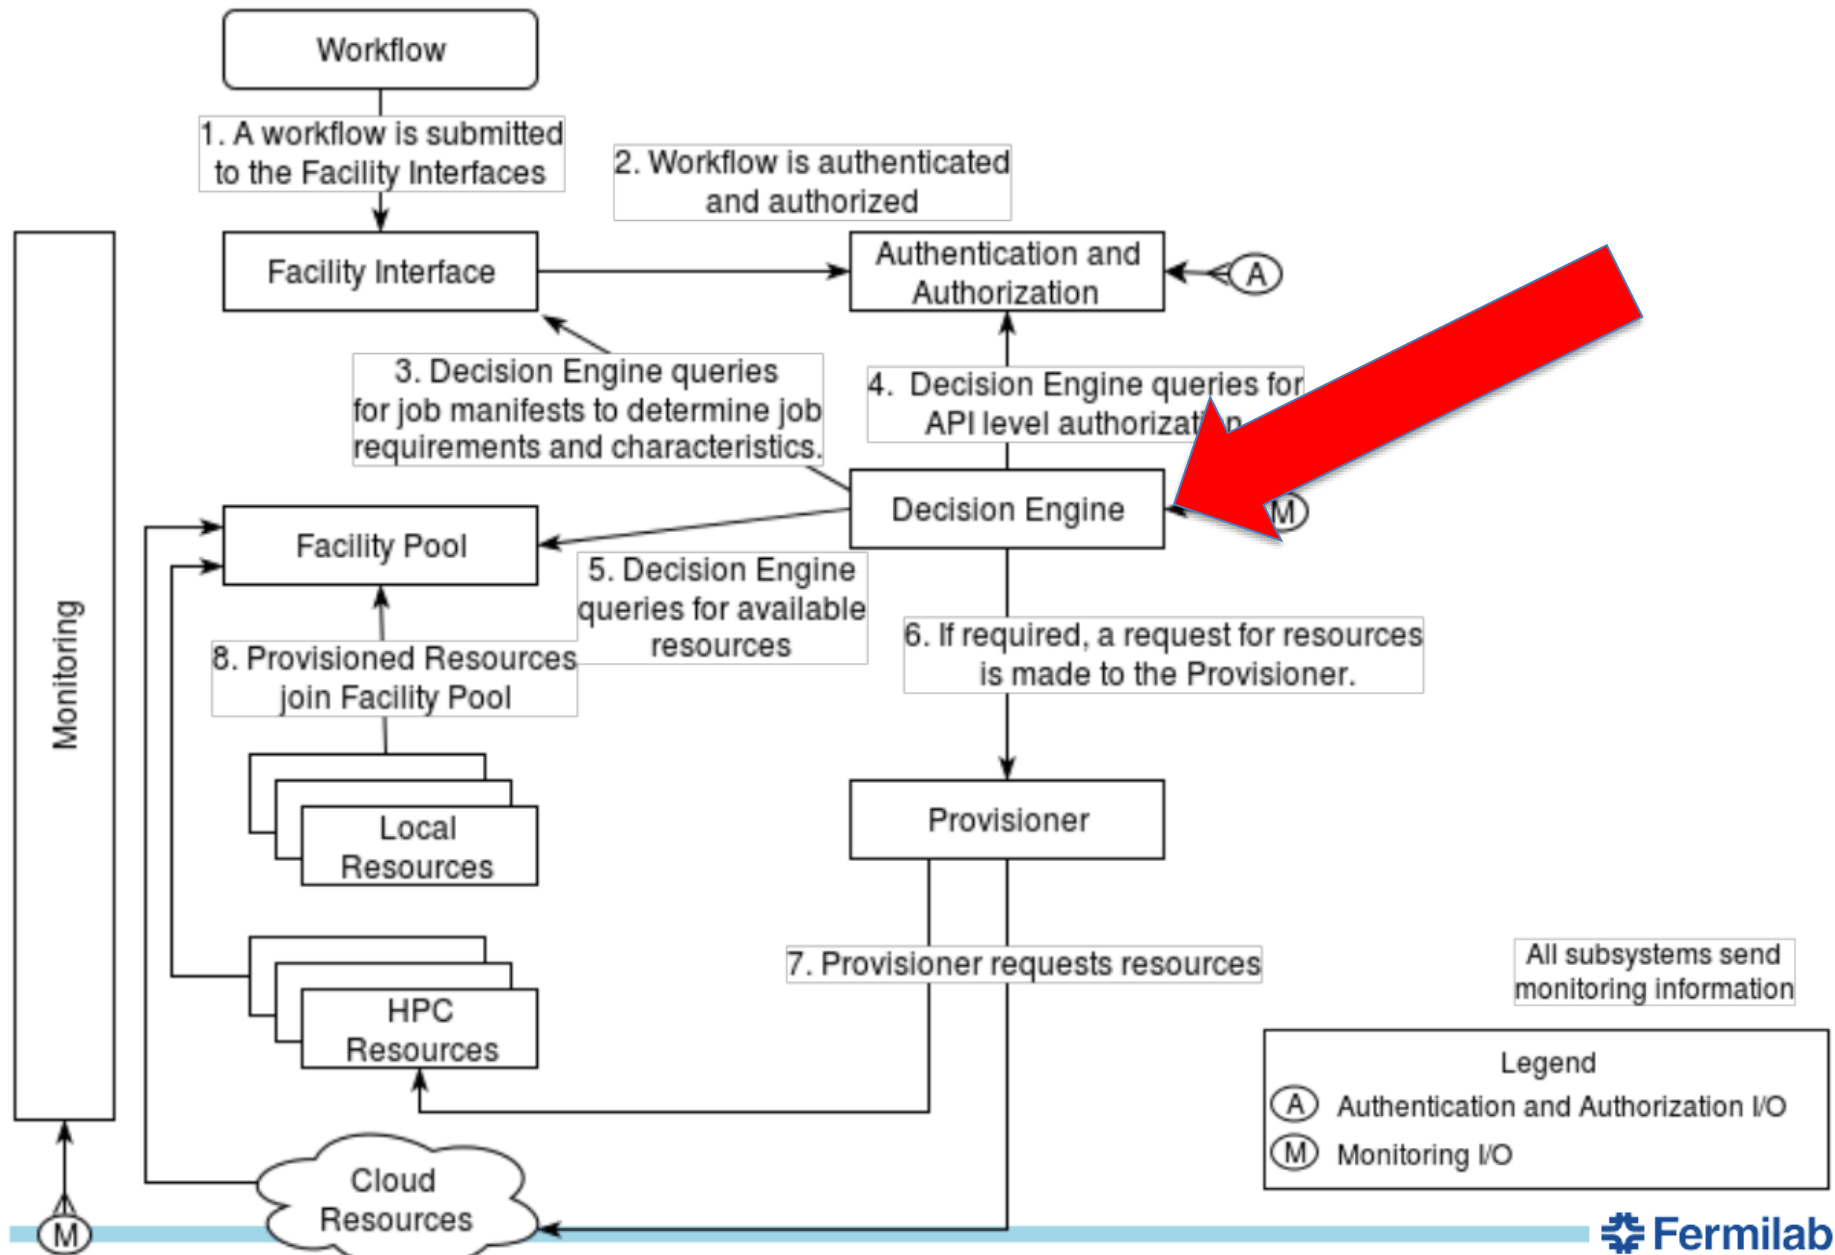 Workflow
1. A workflow is submitted
to the Facility Interfaces
2. Workflow is authenticated
and authorized
Facility Interface
Authentication and
Authorization
A
3. Decision Engine queries
for job manifests to determine job
requirements and characteristics.
4. Decision Engine queries for
API level
Decision Engine
M
Facility Pool
5. Decision Engine
queries for available
resources
6. If required, a request for resources
is made to the Provisioner.
8. Provisioned Resources
join Facility Pool
Monitoring
Local
Resources
Provisioner
7. Provisioner requests resources
HPC
Resources
All subsystems send
monitoring information
Legend
A Authentication and Authorization I/O
M Monitoring I/O
Cloud
Resources
M
Fermilab